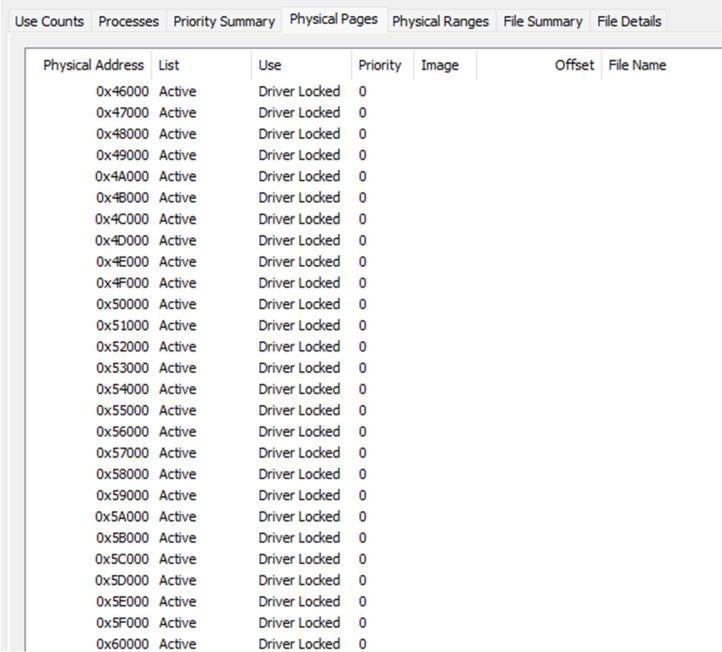 Use Counts Processes Priority Summary Physical Pages Physical Ranges File Summary File Details
Physical Address List Use Priority Image Offset File Name
0x46000 Active Driver Locked 0
0x47000 Active Driver Locked 0
0x48000 Active Driver Locked 0
0x49000 Active Driver Locked 0
0x4A000 Active Driver Locked 0
0x4B000 Active Driver Locked 0
0x4C000 Active Driver Locked 0
0x4D000 Active Driver Locked 0
0x4E000 Active Driver Locked 0
0x4F000 Active Driver Locked 0
0x50000 Active Driver Locked 0
0x51000 Active Driver Locked 0
0x52000 Active Driver Locked 0
0x53000 Active Driver Locked 0
0x54000 Active Driver Locked 0
0x55000 Active Driver Locked 0
0x56000 Active Driver Locked 0
0x57000 Active Driver Locked 0
0x58000 Active Driver Locked 0
0x59000 Active Driver Locked 0
0x5A000 Active Driver Locked 0
0x5B000 Active Driver Locked 0
0x5C000 Active Driver Locked 0
0x5D000 Active Driver Locked 0
0x5E000 Active Driver Locked 0
0x5F000 Active Driver Locked 0
0x60000 Active Driver Locked 0